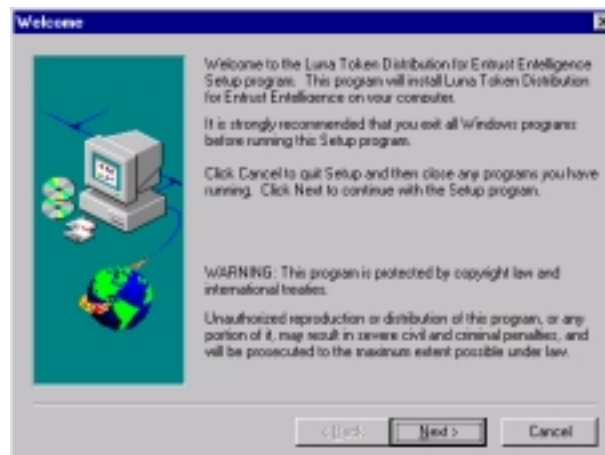 Welcome
Welcome to the Luna Token Distribution for Entrust Entelligence
Setup program. This program will install Luna Token Distribution
for Entrust Entelligence on your computer.
It is strongly recommended that you exit all Windows programs
before running this Setup program.
Click Cancel to quit Setup and then close any programs you have
running. Click Next to continue with the Setup program.
WARNING: This program is protected by copyright law and
international treaties.
Unauthorized reproduction or distribution of this program, or any
portion of it, may result in severe civil and criminal penalties, and
will be prosecuted to the maximum extent possible under law.
< Back
Next >
Cancel